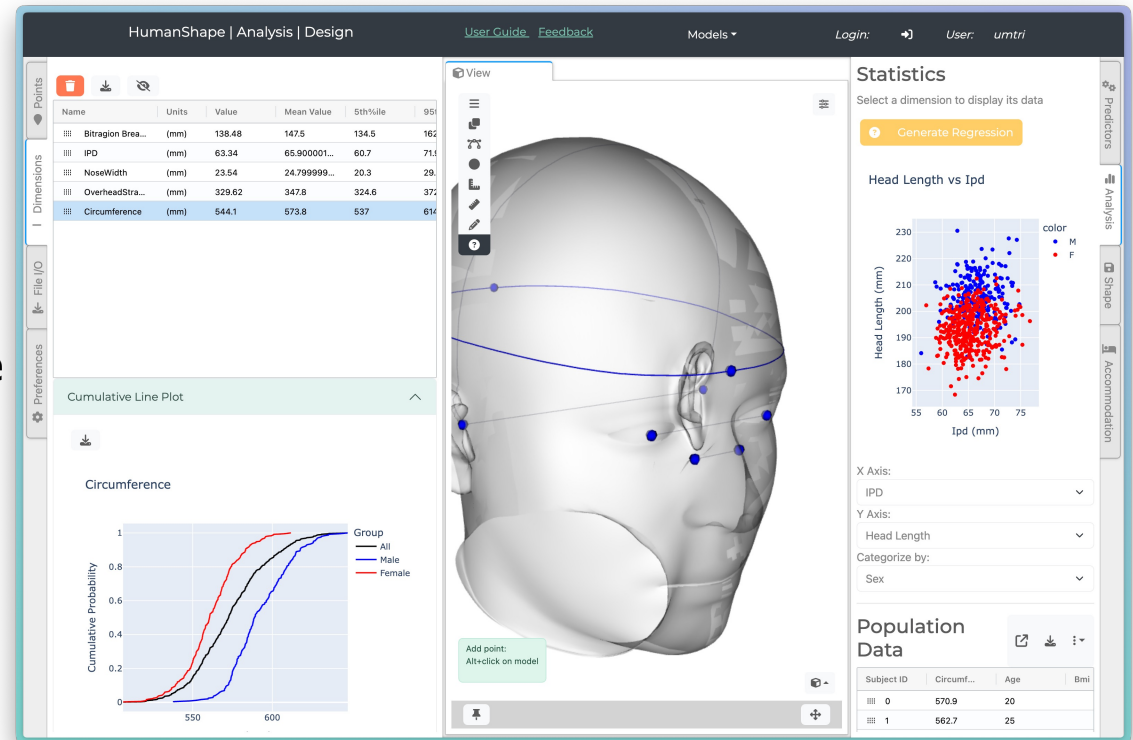 HumanShape | Analysis | Design
User Guide Feedback
Models
Login:
User: umtri
Points
Dimensions
File I/O
Preferences
Name Units Value Mean Value 5th%ile 95t
Bitragion Brea... (mm) 138.48 147.5 134.5 162
IPD (mm) 63.34 65.900001... 60.7 71.9
NoseWidth (mm) 23.54 24.799999... 20.3 29.
OverheadStra... (mm) 329.62 347.8 324.6 372
Circumference (mm) 544.1 573.8 537 614
Cumulative Line Plot
Circumference
Cumulative Probability
1
0.8
0.6
0.4
0.2
0
550 600
Group
All
Male
Female
View
Add point:
Alt+click on model
Statistics
Select a dimension to display its data
Generate Regression
Head Length vs Ipd
Head Length (mm)
230
220
210
200
190
180
170
55 60 65 70 75
Ipd (mm)
color
M
F
X Axis:
IPD
Y Axis:
Head Length
Categorize by:
Sex
Population
Data
Subject ID Circumf... Age Bmi
0 570.9 20
1 562.7 25
Predictors
Analysis
Shape
Accommodation
e